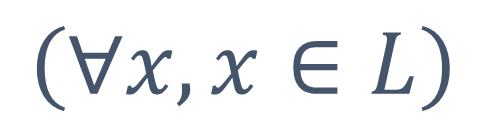 (∀x, x ∈ L)